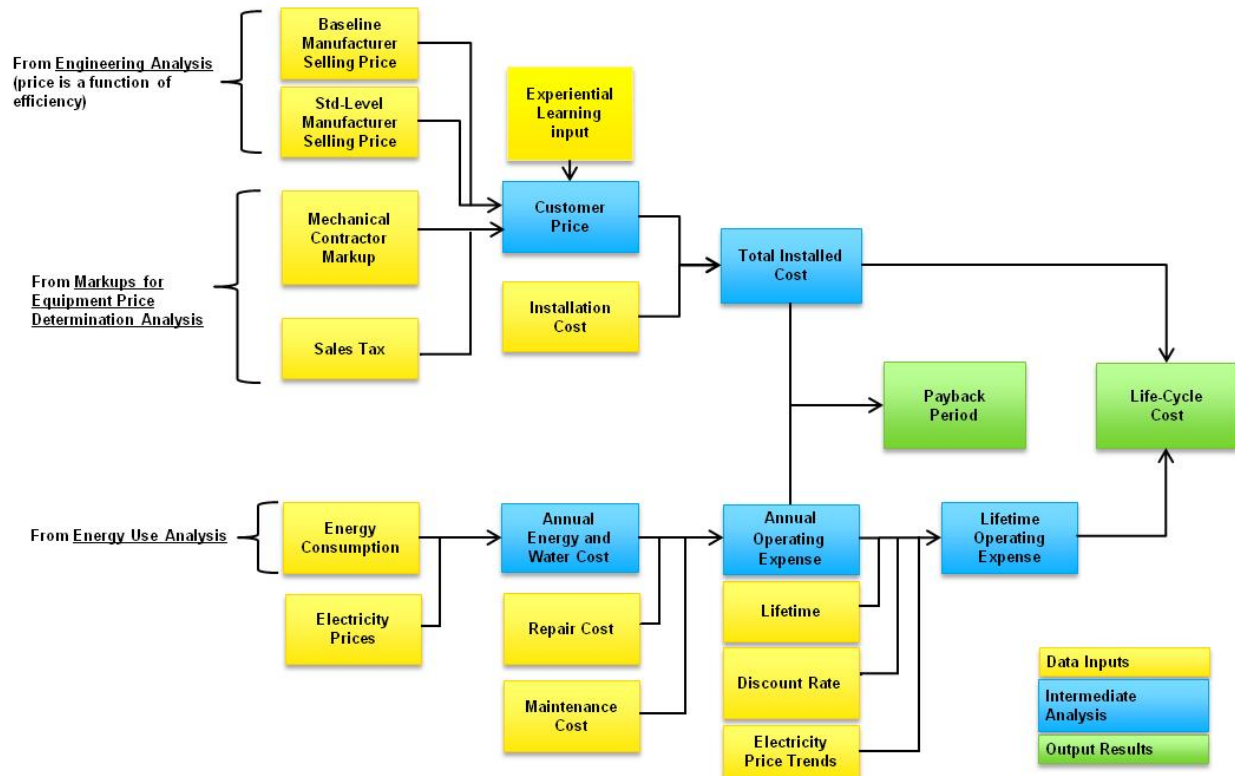 Baseline
Manufacturer
Selling Price
From Engineering Analysis
(price is a function of
efficiency)
Std-Level
Manufacturer
Selling Price
Experiential
Learning
input
Mechanical
Contractor
Markup
Customer
Price
Total Installed
Cost
From Markups for
Equipment Price
Determination Analysis
Installation
Cost
Sales Tax
Payback
Period
Life-Cycle
Cost
From Energy Use Analysis
Energy
Consumption
Annual
Energy and
Water Cost
Annual
Operating
Expense
Lifetime
Operating
Expense
Electricity
Prices
Repair Cost
Lifetime
Maintenance
Cost
Discount Rate
Electricity
Price Trends
Data Inputs
Intermediate
Analysis
Output Results